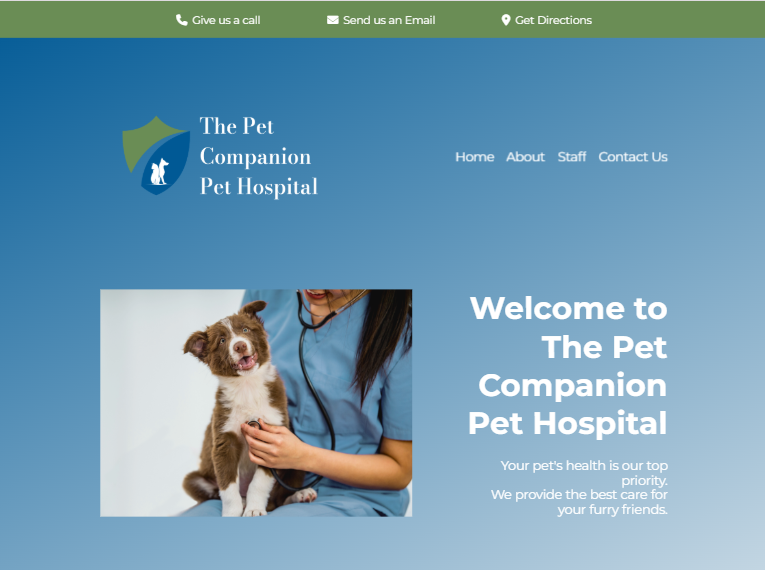 Give us a call
Send us an Email
Get Directions
The Pet
Companion
Pet Hospital
Home About Staff Contact Us
Welcome to
The Pet
Companion
Pet Hospital
Your pet's health is our top
priority.
We provide the best care for
your furry friends.